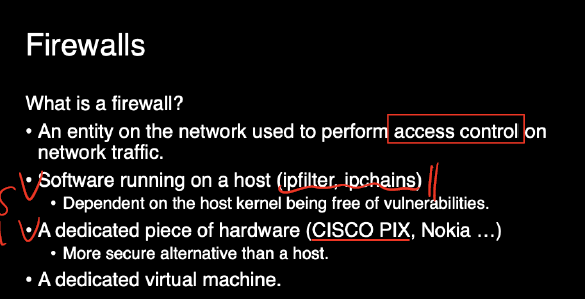 Firewalls
What is a firewall?
• An entity on the network used to perform access control on
network traffic.
• Software running on a host (ipfilter, ipchains)
• Dependent on the host kernel being free of vulnerabilities.
• A dedicated piece of hardware (CISCO PIX, Nokia …)
• More secure alternative than a host.
• A dedicated virtual machine.